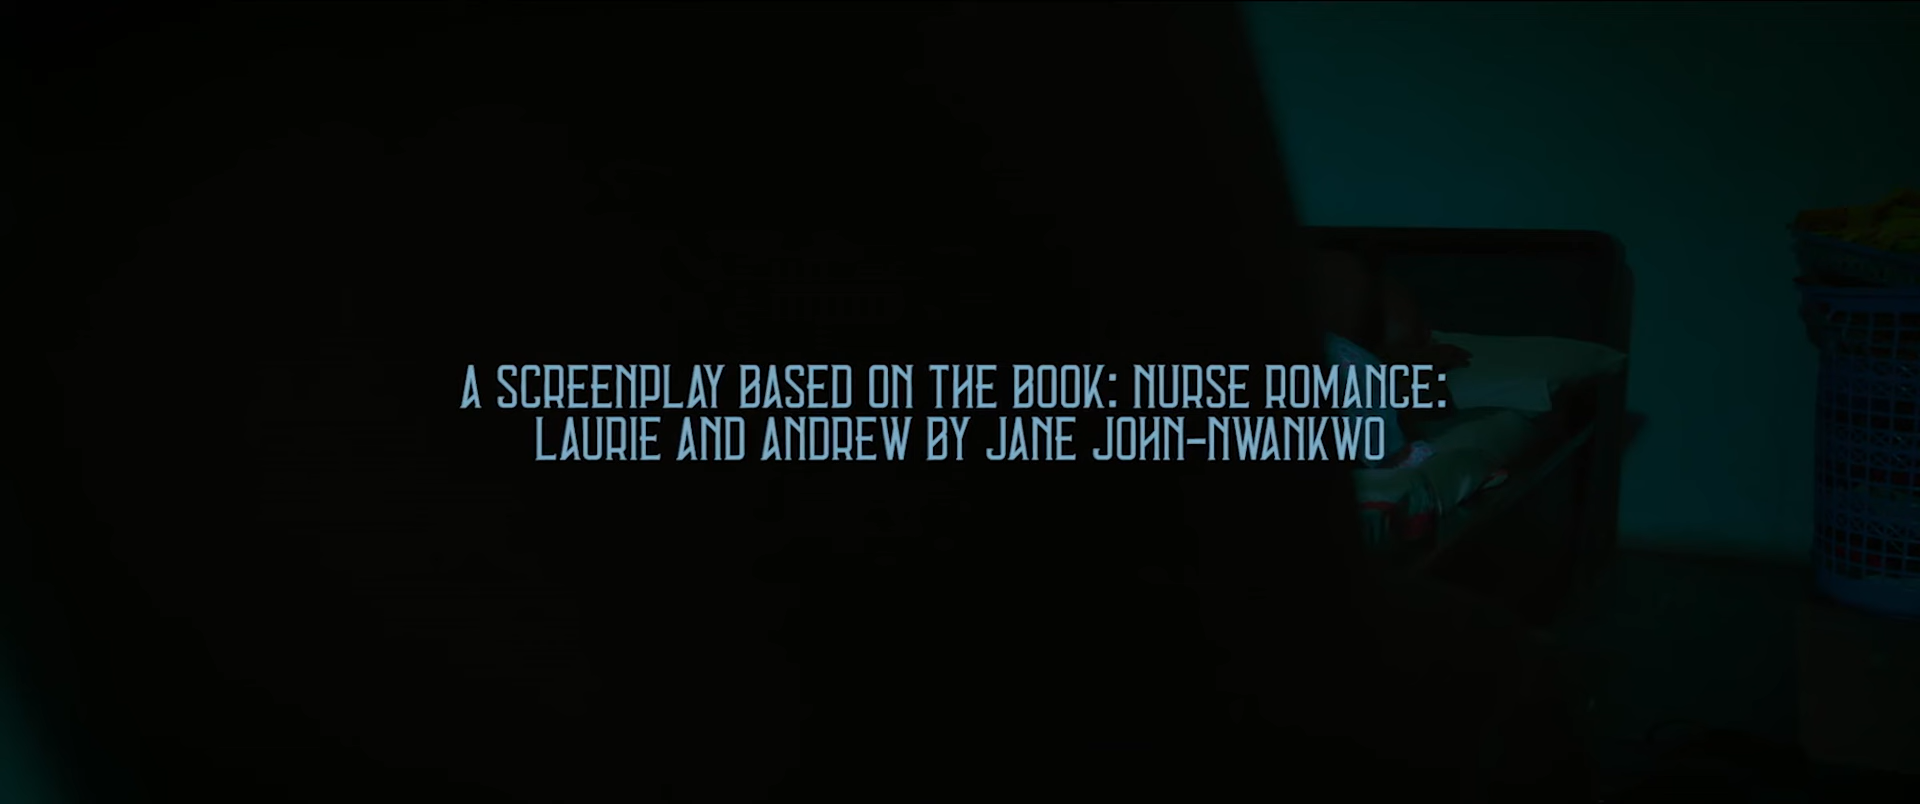 A SCREENPLAY BASED ON THE BOOK: NURSE ROMANCE:
LAURIE AND ANDREW BY JANE JOHN-NWANKWO